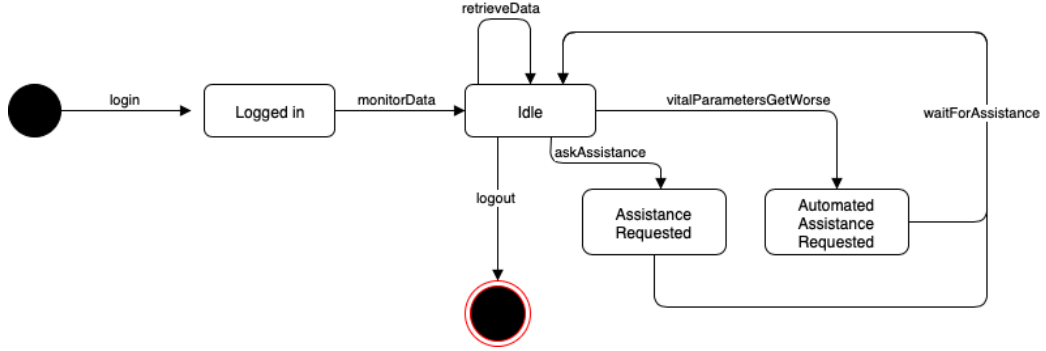 retrieveData
login
Logged in
monitorData
Idle
vitalParametersGetWorse
waitForAssistance
askAssistance
logout
Assistance
Requested
Automated
Assistance
Requested